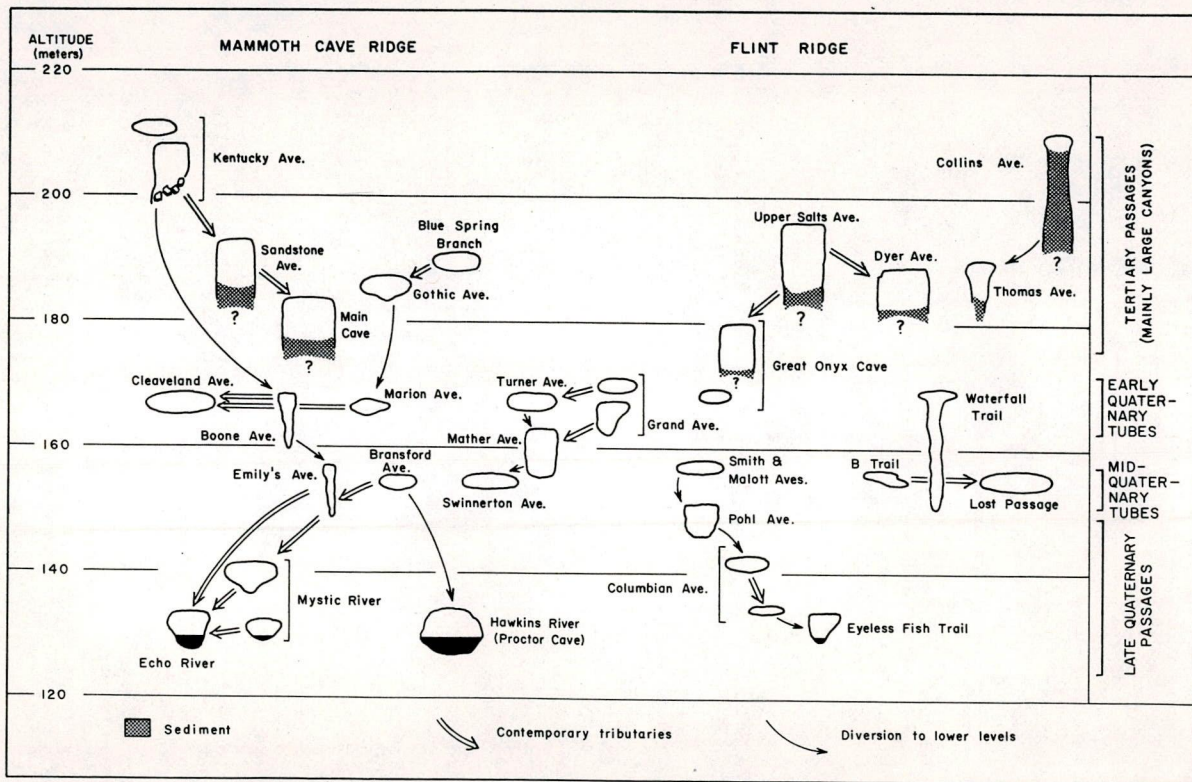 ALTITUDE
(meters)
MAMMOTH CAVE RIDGE
FLINT RIDGE
220
200
180
160
140
120
Kentucky Ave.
Sandstone
Ave.
?
Main
Cave
?
Blue Spring
Branch
Gothic Ave.
Cleaveland Ave.
Boone Ave.
Marion Ave.
Emily's Ave.
Bransford
Ave.
Mystic River
Echo River
Hawkins River
(Proctor Cave)
Turner Ave.
Grand Ave.
Mather Ave.
Swinnerton Ave.
Upper Salts Ave.
?
Dyer Ave.
?
Collins Ave.
?
Thomas Ave.
?
Great Onyx Cave
?
Waterfall
Trail
Smith &
Malott Aves.
B Trail
Lost Passage
Pohl Ave.
Columbian Ave.
Eyeless Fish Trail
TERTIARY PASSAGES
(MAINLY LARGE CANYONS)
EARLY
QUATER-
NARY
TUBES
MID-
QUATER-
NARY
TUBES
LATE QUATERNARY
PASSAGES
Sediment
Contemporary tributaries
Diversion to lower levels